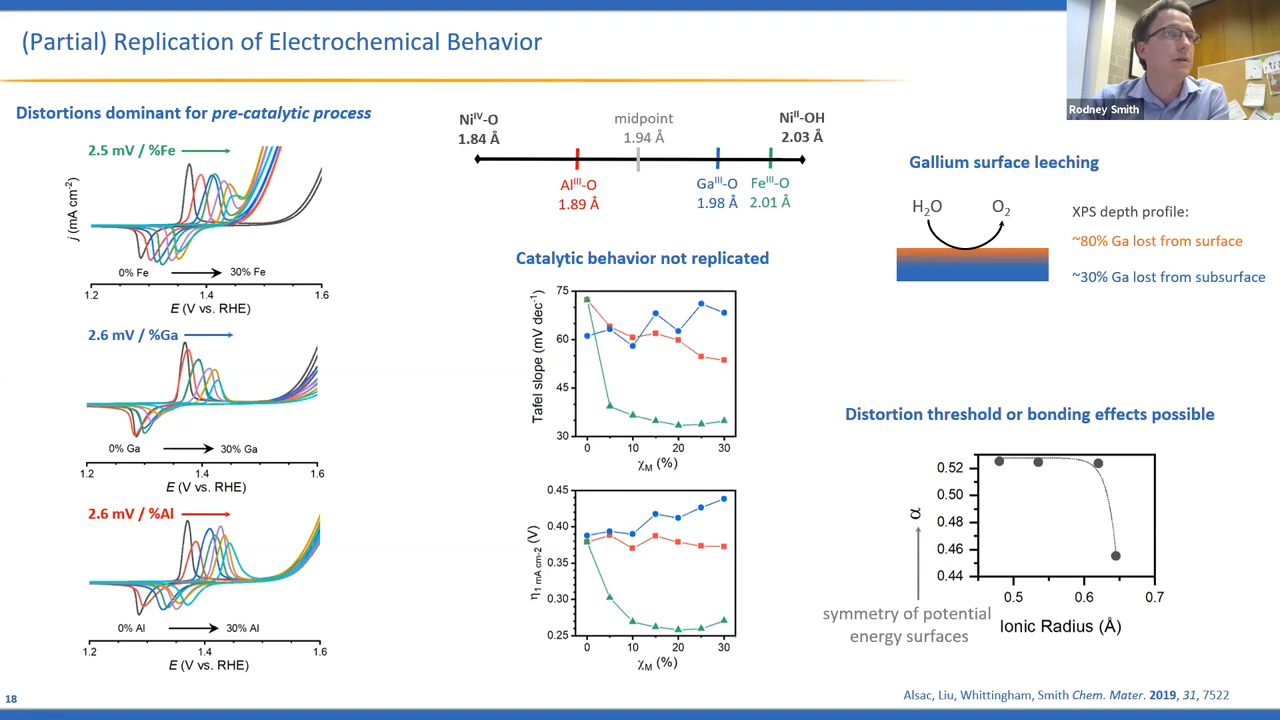 (Partial) Replication of Electrochemical Behavior
Rodney Smith
Distortions dominant for pre-catalytic process
2.5 mV / %Fe
j (mA cm⁻²)
0% Fe 30% Fe
1.2 1.4 1.6
E (V vs. RHE)
2.6 mV / %Ga
0% Ga 30% Ga
1.2 1.4 1.6
E (V vs. RHE)
2.6 mV / %Al
0% Al 30% Al
1.2 1.4 1.6
E (V vs. RHE)
Niᴵⱽ-O
1.84 Å
midpoint
1.94 Å
Niᴵᴵ-OH
2.03 Å
Alᴵᴵᴵ-O
1.89 Å
Gaᴵᴵᴵ-O
1.98 Å
Feᴵᴵᴵ-O
2.01 Å
Catalytic behavior not replicated
Tafel slope (mV dec⁻¹)
75
60
45
30
0 10 20 30
χM (%)
η1 mA cm-2 (V)
0.45
0.40
0.35
0.30
0.25
0 10 20 30
χM (%)
Gallium surface leeching
H₂O O₂
XPS depth profile:
~80% Ga lost from surface
~30% Ga lost from subsurface
Distortion threshold or bonding effects possible
α
0.52
0.50
0.48
0.46
0.44
0.5 0.6 0.7
Ionic Radius (Å)
symmetry of potential
energy surfaces
18
Alsac, Liu, Whittingham, Smith Chem. Mater. 2019, 31, 7522